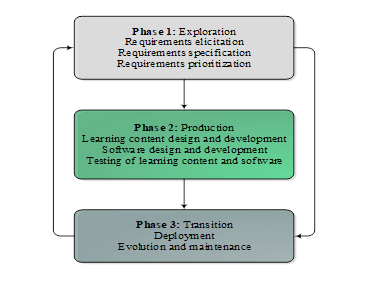 Phase 1: Exploration
Requirements elicitation
Requirements specification
Requirements prioritization
Phase 2: Production
Learning content design and development
Software design and development
Testing of learning content and software
Phase 3: Transition
Deployment
Evolution and maintenance